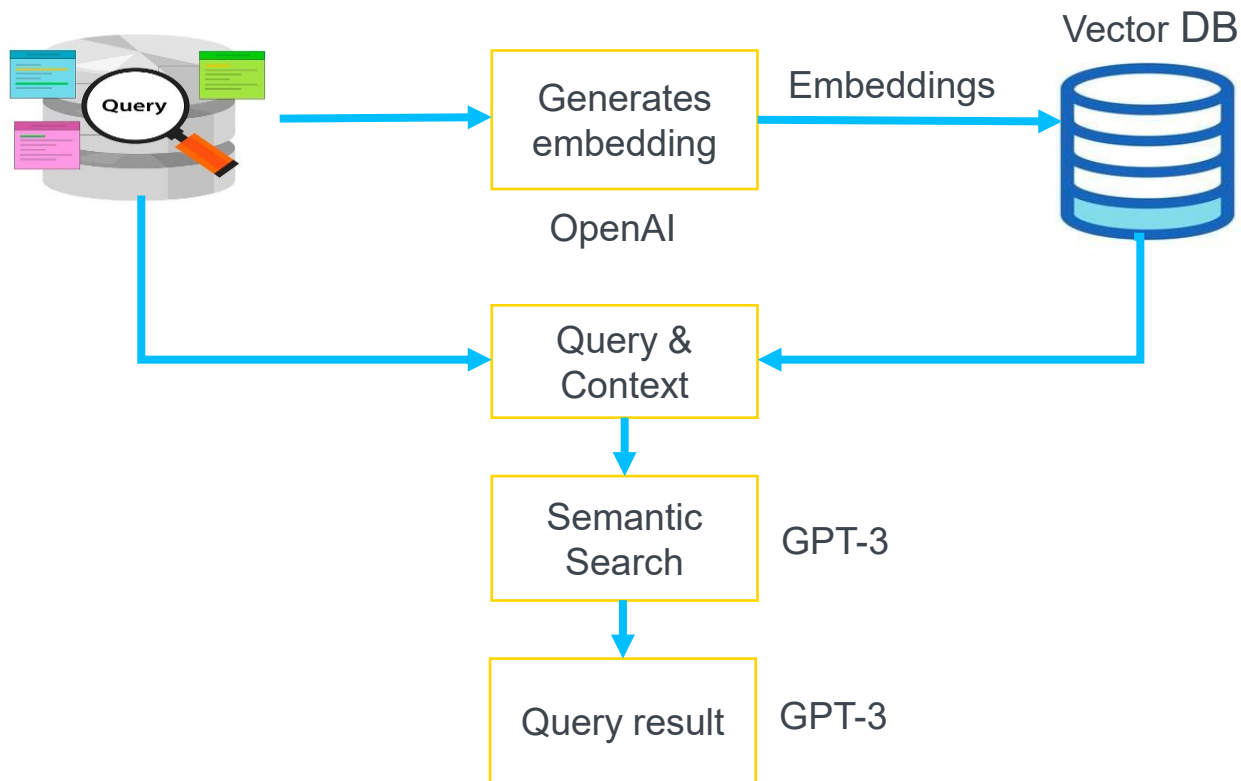 Vector DB
Query
Generates
embedding
Embeddings
OpenAI
Query &
Context
Semantic
Search
GPT-3
Query result
GPT-3